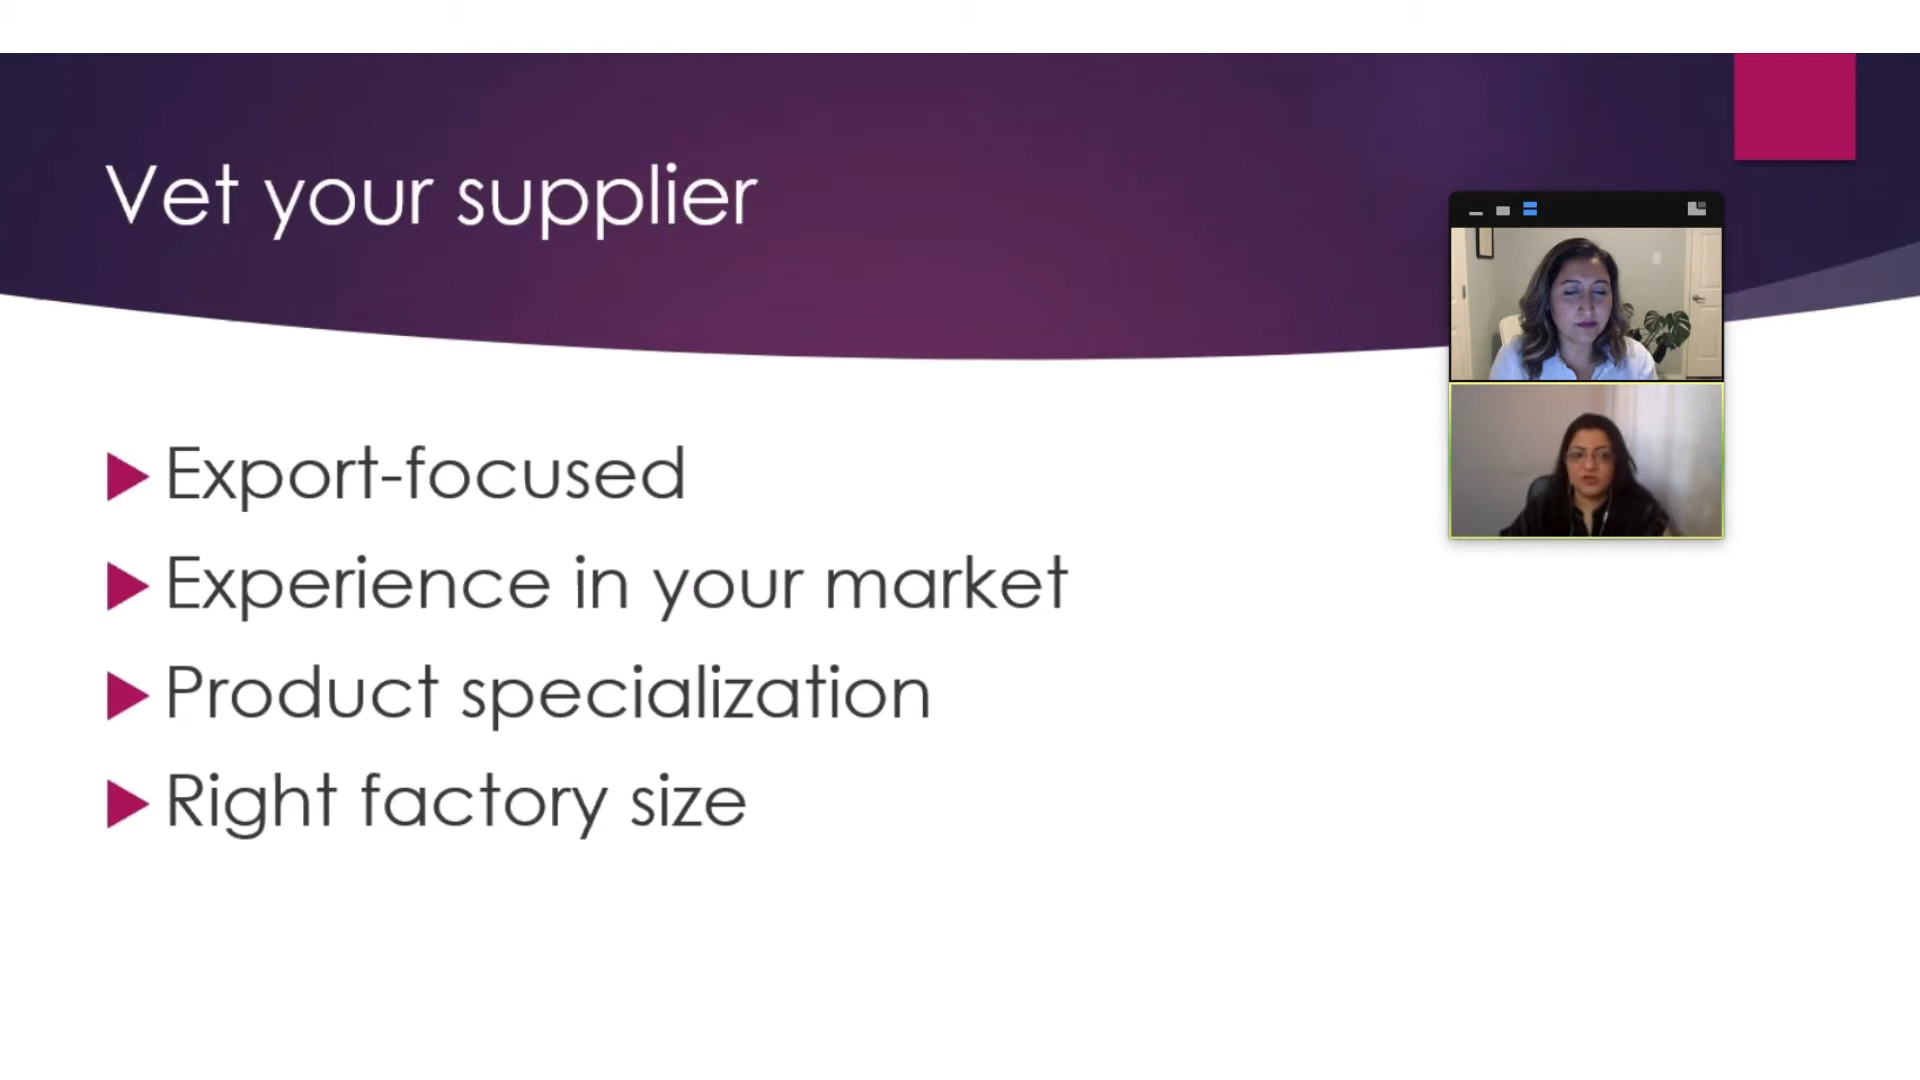 Vet your supplier
Export-focused
Experience in your market
Product specialization
Right factory size